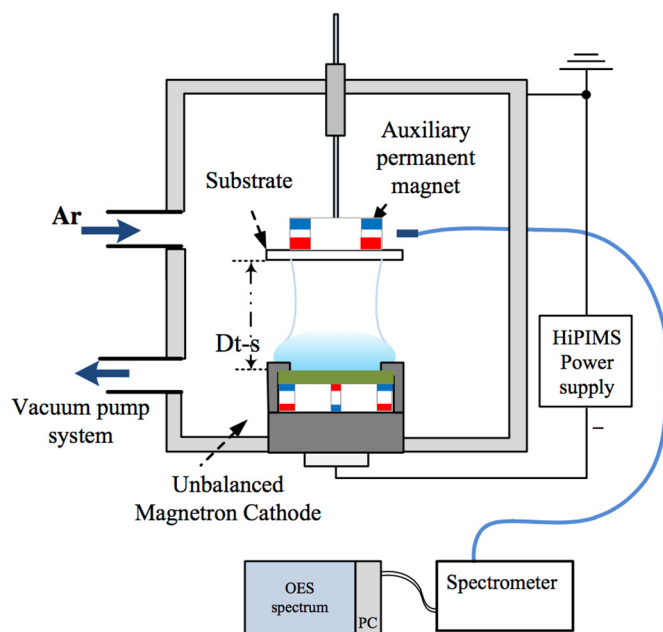 Auxiliary
permanent
magnet
Substrate
Ar
Dt-s
HiPIMS
Power
supply
–
Vacuum pump
system
Unbalanced
Magnetron Cathode
OES
spectrum
PC
Spectrometer